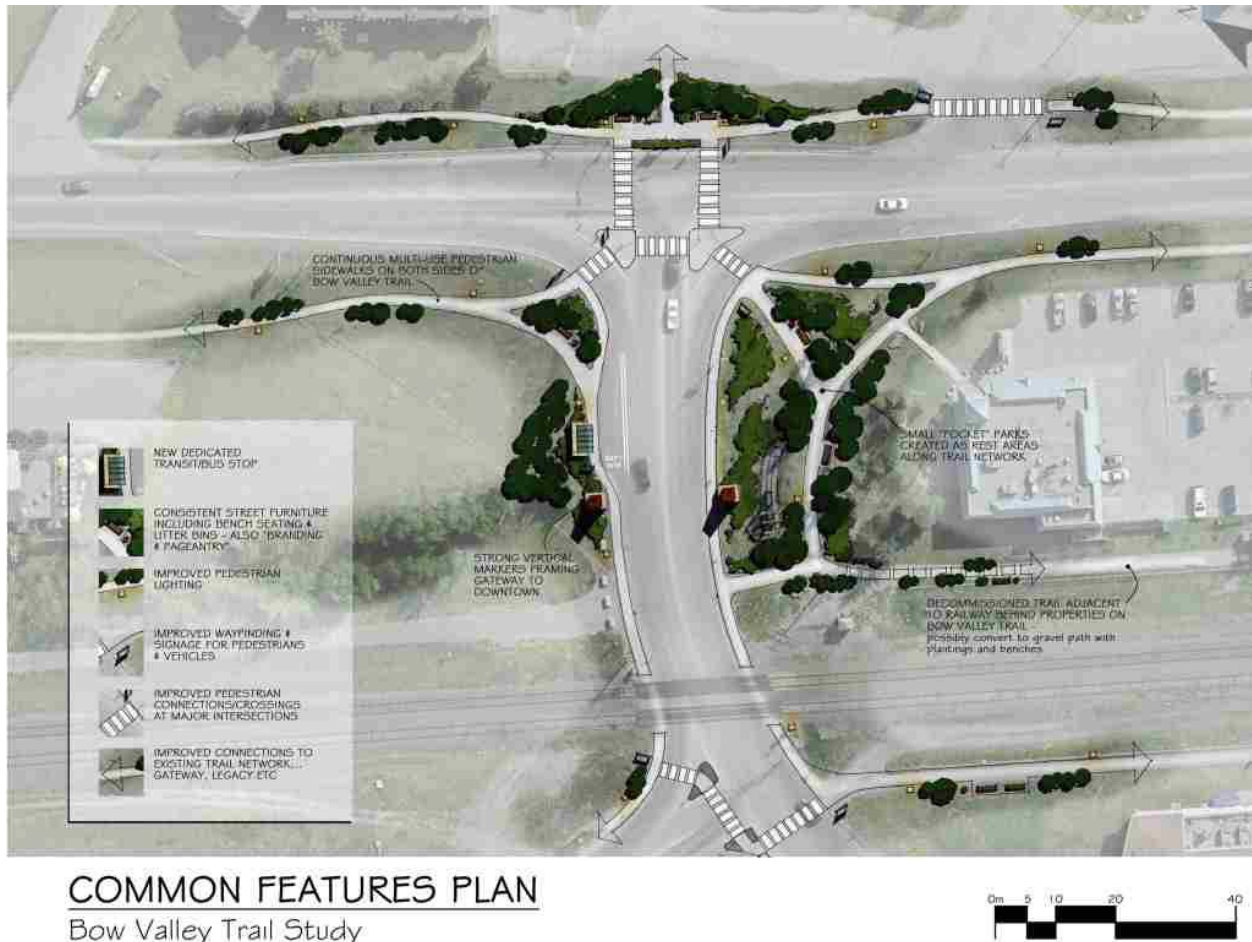 CONTINUOUS MULTI-USE PEDESTRIAN
SIDEWALKS ON BOTH SIDES OF
BOW VALLEY TRAIL
SMALL "POCKET" PARKS
CREATED AS REST AREAS
ALONG TRAIL NETWORK
STRONG VERTICAL
MARKERS FRAMING
GATEWAY TO
DOWNTOWN
DECOMMISSIONED TRAIL ADJACENT
TO RAILWAY BEHIND PROPERTIES ON
BOW VALLEY TRAIL
possibly convert to gravel path with
plantings and benches
NEW DEDICATED
TRANSIT/BUS STOP
CONSISTENT STREET FURNITURE
INCLUDING BENCH SEATING &
LITTER BINS - ALSO "BRANDING
& PAGEANTRY"
IMPROVED PEDESTRIAN
LIGHTING
IMPROVED WAYFINDING &
SIGNAGE FOR PEDESTRIANS
& VEHICLES
IMPROVED PEDESTRIAN
CONNECTIONS/CROSSINGS
AT MAJOR INTERSECTIONS
IMPROVED CONNECTIONS TO
EXISTING TRAIL NETWORK...
GATEWAY, LEGACY ETC
COMMON FEATURES PLAN
Bow Valley Trail Study
0m 5 10 20 40